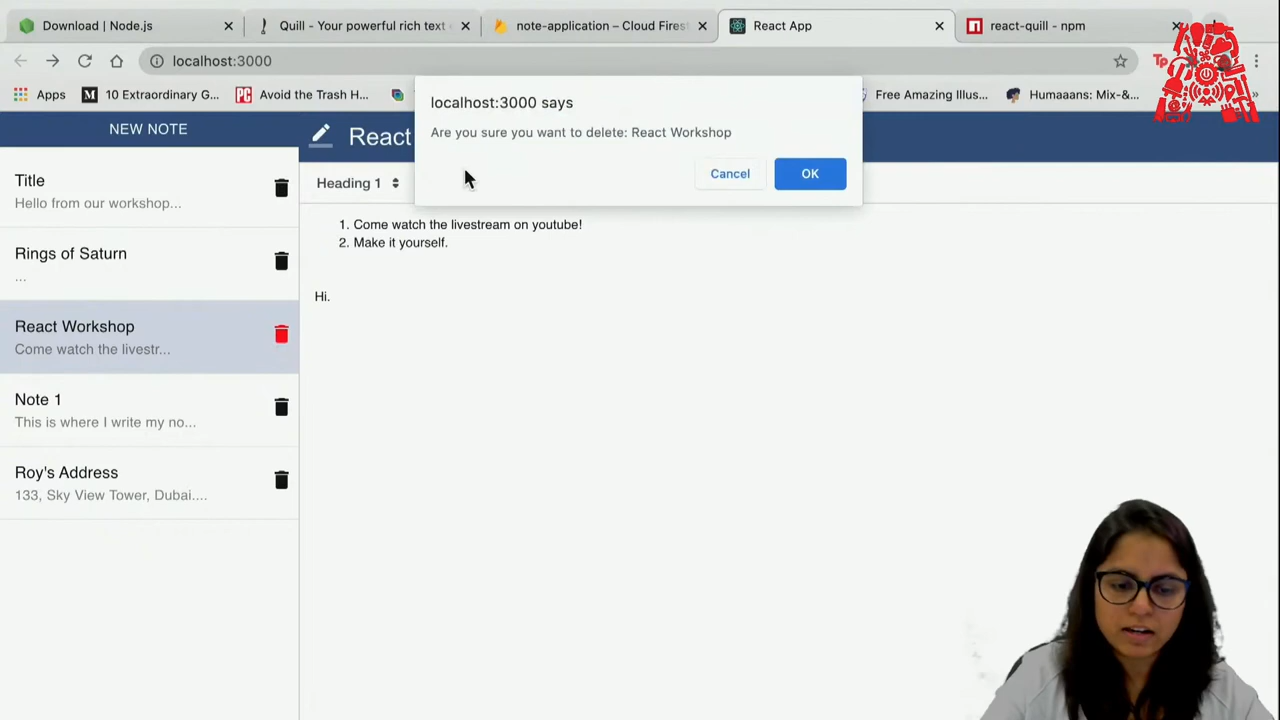 Download | Node.js
Quill - Your powerful rich text e
note-application – Cloud Firest
React App
react-quill - npm
localhost:3000
Apps
M 10 Extraordinary G...
PC Avoid the Trash H...
Free Amazing Illus...
Humaaans: Mix-&...
»
Tp
localhost:3000 says
Are you sure you want to delete: React Workshop
Cancel
OK
NEW NOTE
React
Title
Hello from our workshop...
Rings of Saturn
...
React Workshop
Come watch the livestr...
Note 1
This is where I write my no...
Roy's Address
133, Sky View Tower, Dubai....
Heading 1
1. Come watch the livestream on youtube!
2. Make it yourself.
Hi.